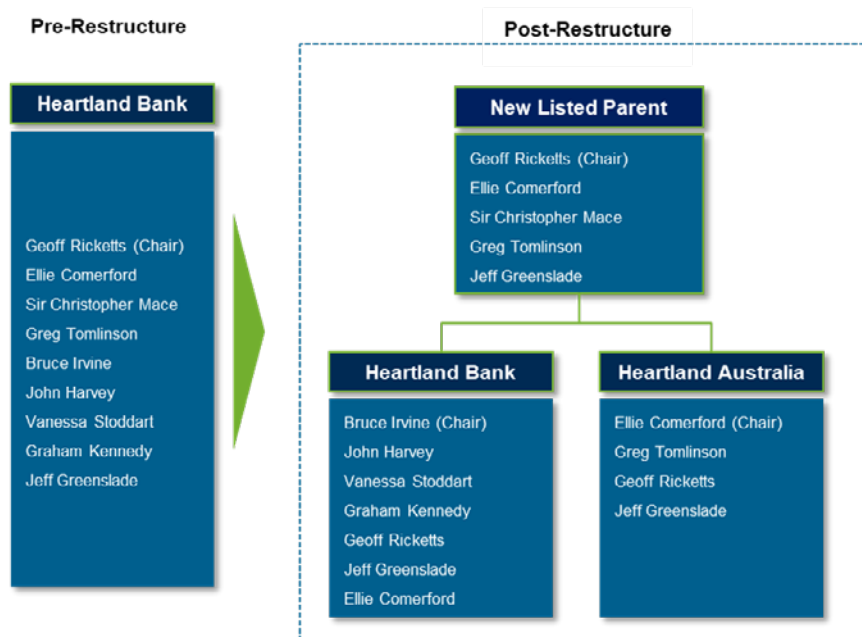 Pre-Restructure
Post-Restructure
Heartland Bank
Geoff Ricketts (Chair)
Ellie Comerford
Sir Christopher Mace
Greg Tomlinson
Bruce Irvine
John Harvey
Vanessa Stoddart
Graham Kennedy
Jeff Greenslade
New Listed Parent
Geoff Ricketts (Chair)
Ellie Comerford
Sir Christopher Mace
Greg Tomlinson
Jeff Greenslade
Heartland Bank
Bruce Irvine (Chair)
John Harvey
Vanessa Stoddart
Graham Kennedy
Geoff Ricketts
Jeff Greenslade
Ellie Comerford
Heartland Australia
Ellie Comerford (Chair)
Greg Tomlinson
Geoff Ricketts
Jeff Greenslade